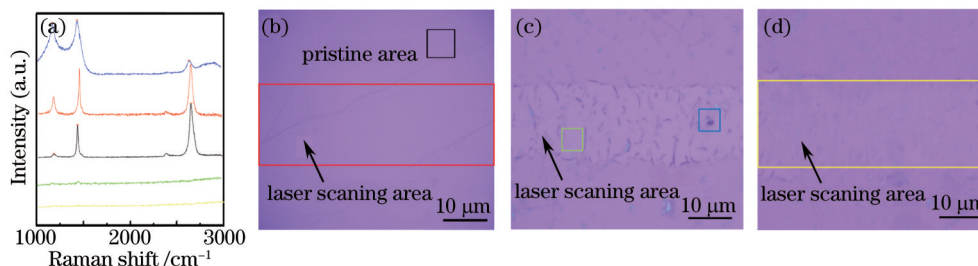 (a)
Intensity (a.u.)
1000
2000
3000
Raman shift /cm⁻¹
(b)
pristine area
laser scaning area
10 μm
(c)
laser scaning area
10 μm
(d)
laser scaning area
10 μm